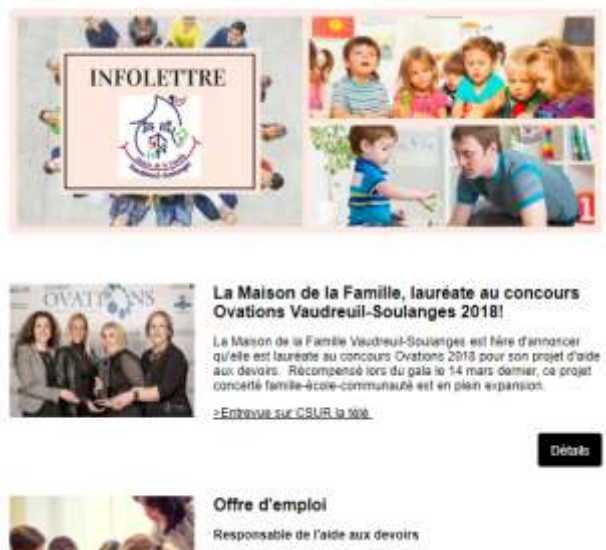 INFOLETTRE
OVATIONS
La Maison de la Famille, lauréate au concours
Ovations Vaudreuil-Soulanges 2018!
La Maison de la Famille Vaudreuil-Soulanges est fière d'annoncer
qu'elle est lauréate au concours Ovations 2018 pour son projet d'aide
aux devoirs. Récompensé lors du gala le 14 mars dernier, ce projet
concerté famille-école-communauté est en plein expansion.
>Entrevue sur CSUR la télé
Détails
Offre d'emploi
Responsable de l'aide aux devoirs